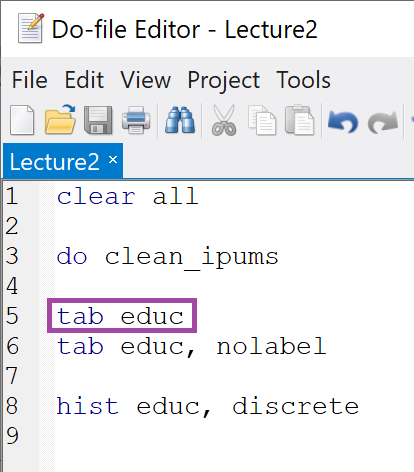 Do-file Editor - Lecture2
File Edit View Project Tools
Lecture2 ×
1 clear all
2
3 do clean_ipums
4
5 tab educ
6 tab educ, nolabel
7
8 hist educ, discrete
9